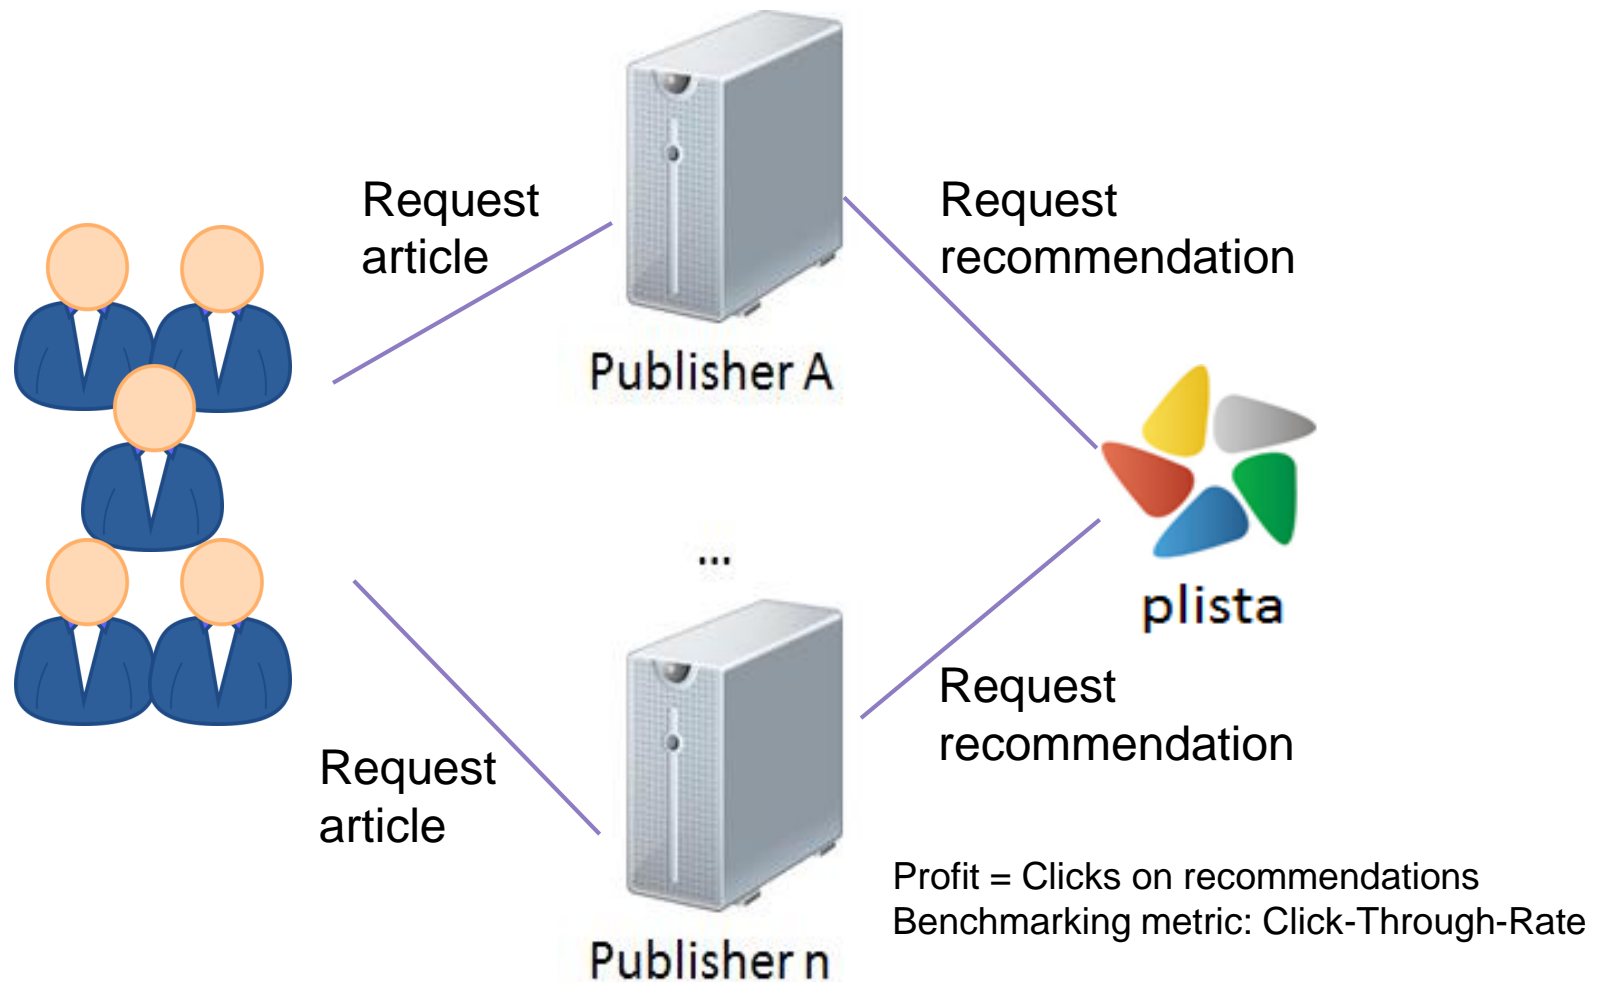 Request
article
Request
recommendation
Publisher A
...
plista
Request
recommendation
Request
article
Profit = Clicks on recommendations
Benchmarking metric: Click-Through-Rate
Publisher n